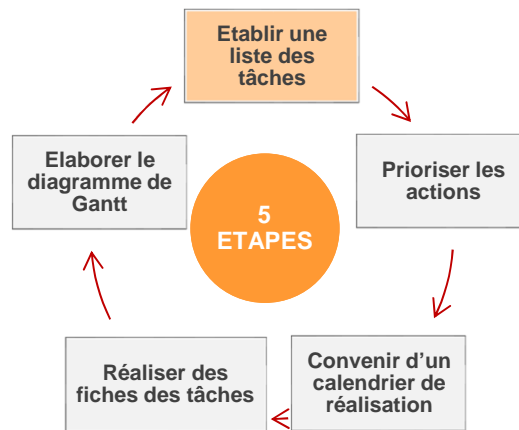 Etablir une
liste des
tâches
Prioriser les
actions
Convenir d’un
calendrier de
réalisation
Réaliser des
fiches des tâches
Elaborer le
diagramme de
Gantt
5
ETAPES